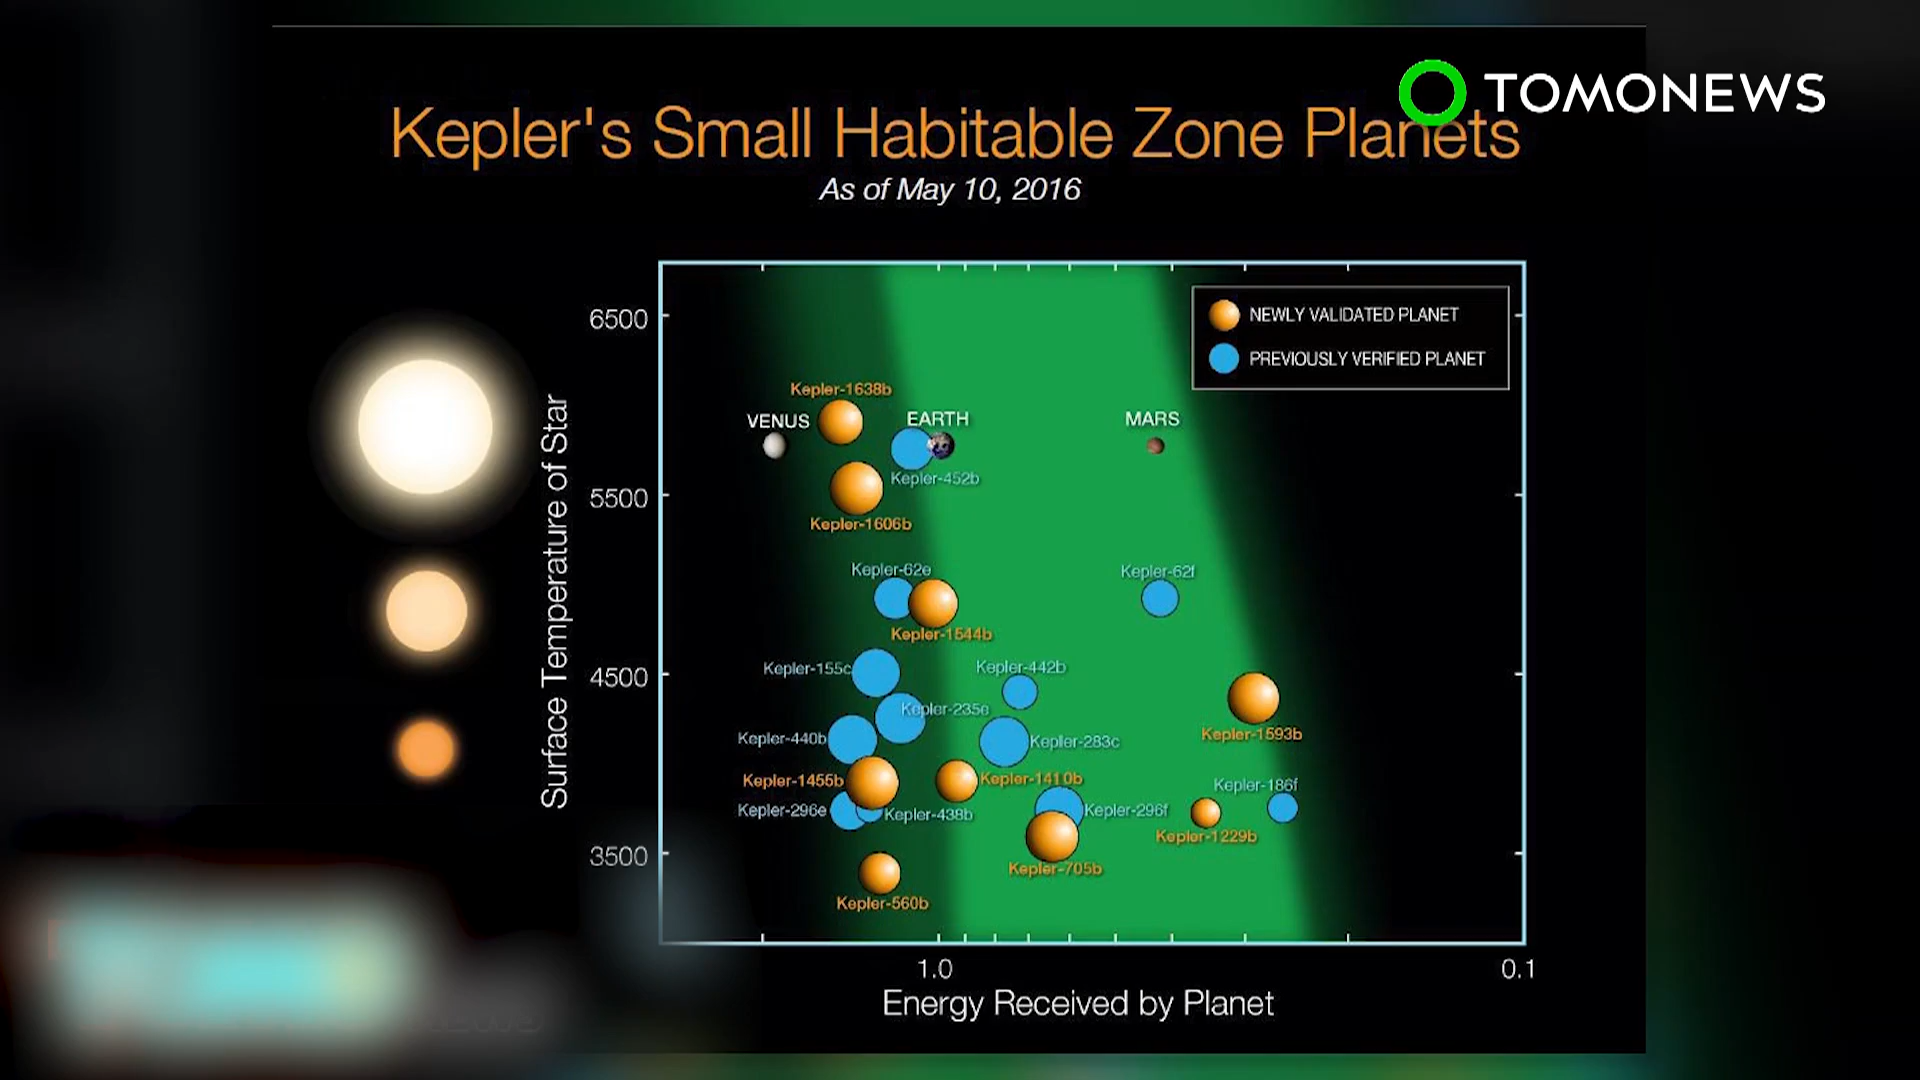 TOMONEWS
Kepler's Small Habitable Zone Planets
As of May 10, 2016
NEWLY VALIDATED PLANET
PREVIOUSLY VERIFIED PLANET
6500
5500
4500
3500
Surface Temperature of Star
Kepler-1638b
VENUS
EARTH
MARS
Kepler-452b
Kepler-1606b
Kepler-62e
Kepler-62f
Kepler-1544b
Kepler-155c
Kepler-442b
Kepler-235e
Kepler-1593b
Kepler-440b
Kepler-283c
Kepler-1455b
Kepler-1410b
Kepler-186f
Kepler-296e
Kepler-438b
Kepler-296f
Kepler-1229b
Kepler-705b
Kepler-560b
1.0
0.1
Energy Received by Planet